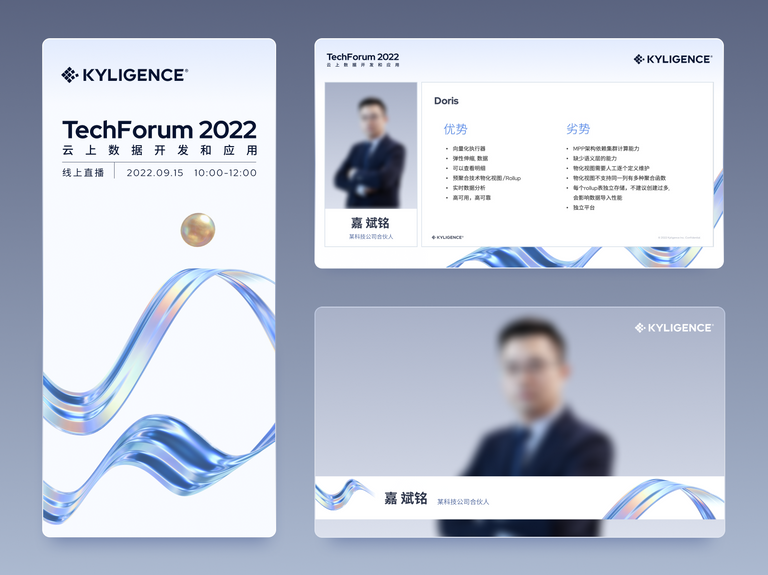 KYLIGENCE®
TechForum 2022
云上数据开发和应用
线上直播 2022.09.15 10:00-12:00
TechForum 2022
云上数据开发和应用
KYLIGENCE®
嘉 斌铭
某科技公司合伙人
Doris
优势
• 向量化执行器
• 弹性伸缩, 数据
• 可以查看明细
• 预聚合技术物化视图/Rollup
• 实时数据分析
• 高可用，高可靠
劣势
• MPP架构依赖集群计算能力
• 缺少语义层的能力
• 物化视图需要人工逐个定义维护
• 物化视图不支持同一列有多种聚合函数
• 每个rollup表独立存储，不建议创建过多,
会影响数据导入性能
• 独立平台
KYLIGENCE®
KYLIGENCE®
嘉 斌铭 某科技公司合伙人